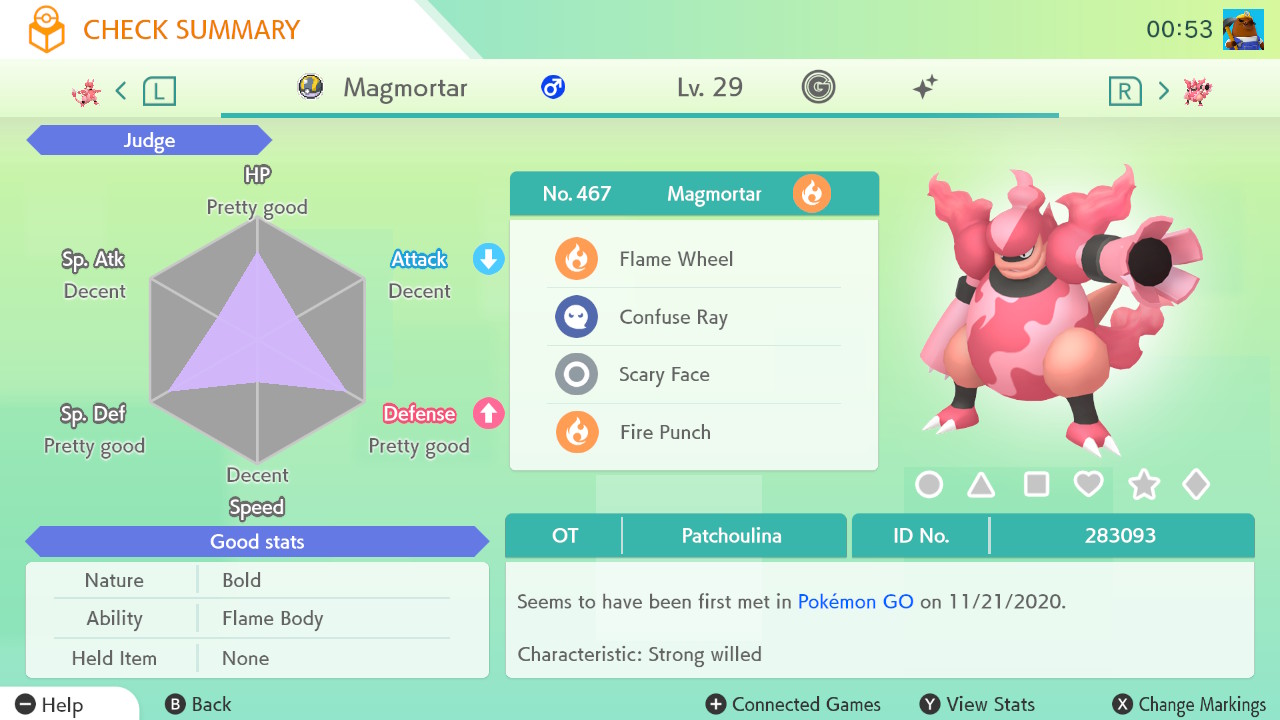 CHECK SUMMARY
00:53
L
Magmortar
Lv. 29
G
R
Judge
HP
Pretty good
Sp. Atk
Decent
Attack
Decent
Sp. Def
Pretty good
Defense
Pretty good
Decent
Speed
Good stats
Nature Bold
Ability Flame Body
Held Item None
No. 467 Magmortar
Flame Wheel
Confuse Ray
Scary Face
Fire Punch
OT Patchoulina ID No. 283093
Seems to have been first met in Pokémon GO on 11/21/2020.
Characteristic: Strong willed
Help
B Back
Connected Games
Y View Stats
X Change Markings